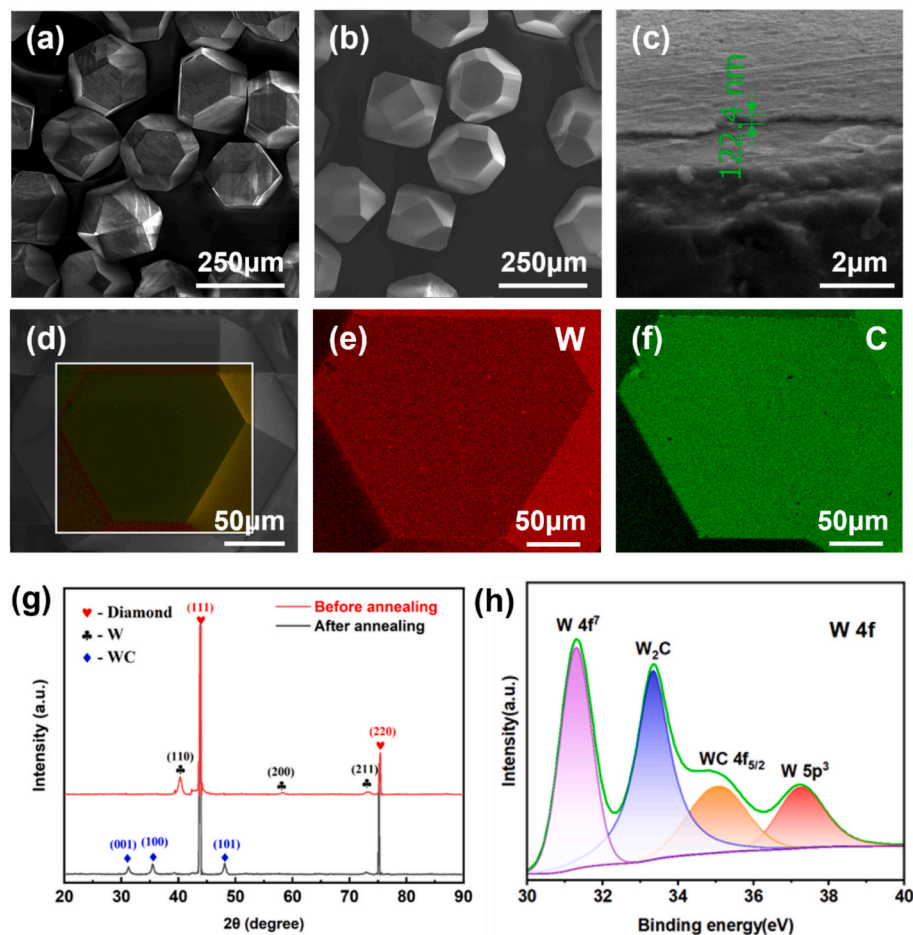 (a)
250μm
(b)
250μm
(c)
122.4 nm
2μm
(d)
50μm
(e)
W
50μm
(f)
C
50μm
(g)
♥ - Diamond
♣ - W
♦ - WC
(111)
Before annealing
After annealing
(110)
(200)
(211)
(220)
(001)
(100)
(101)
Intensity (a.u.)
20 30 40 50 60 70 80 90
2θ (degree)
(h)
W 4f
W 4f⁷
W₂C
WC 4f₅/₂
W 5p³
Intensity(a.u.)
30 32 34 36 38 40
Binding energy(eV)